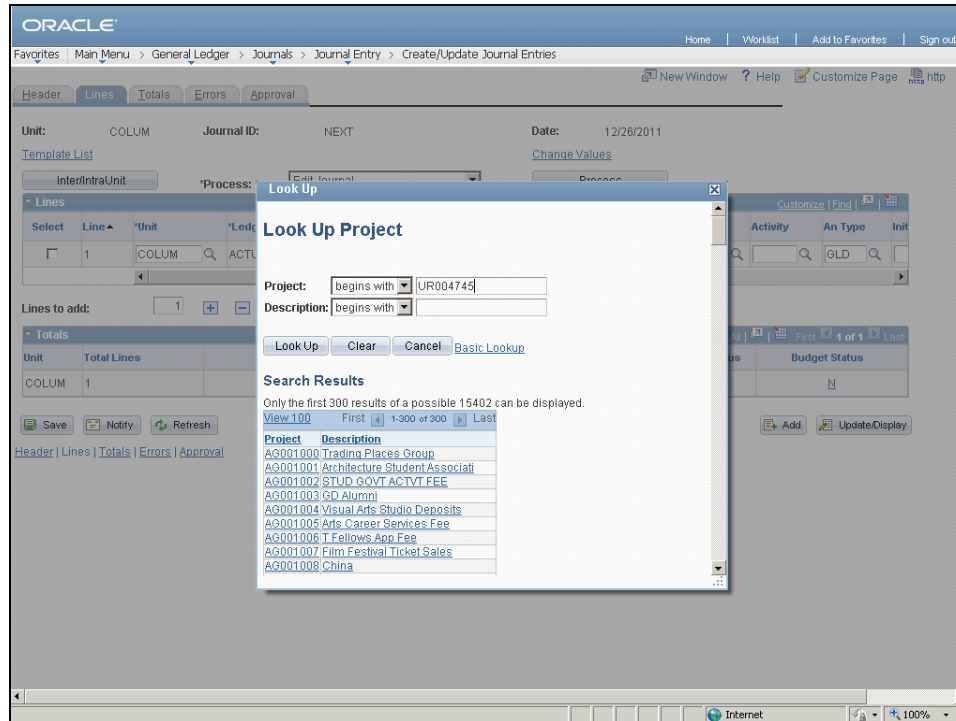 ORACLE
Home | Worklist | Add to Favorites | Sign out
Favorites Main Menu > General Ledger > Journals > Journal Entry > Create/Update Journal Entries
New Window ? Help Customize Page http
Header Lines Totals Errors Approval
Unit: COLUM Journal ID: NEXT Date: 12/26/2011
Template List Change Values
Inter/IntraUnit *Process: Edit Journal Process
Lines Customize | Find |
Select Line *Unit *Ledg Activity An Type Init
1 COLUM ACTU GLD
Lines to add: 1 + -
Totals First 1 of 1 Last
Unit Total Lines us Budget Status
COLUM 1 N
Save Notify Refresh Add Update/Display
Header | Lines | Totals | Errors | Approval
Look Up
Look Up Project
Project: begins with UR004745
Description: begins with
Look Up Clear Cancel Basic Lookup
Search Results
Only the first 300 results of a possible 15402 can be displayed.
View 100 First 1-300 of 300 Last
Project Description
AG001000 Trading Places Group
AG001001 Architecture Student Associati
AG001002 STUD GOVT ACTVT FEE
AG001003 GD Alumni
AG001004 Visual Arts Studio Deposits
AG001005 Arts Career Services Fee
AG001006 T Fellows App Fee
AG001007 Film Festival Ticket Sales
AG001008 China
Internet 100%